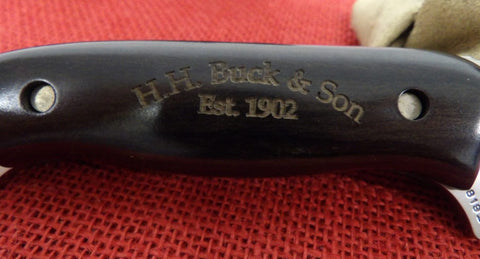 H.H. Buck & Son
Est. 1902